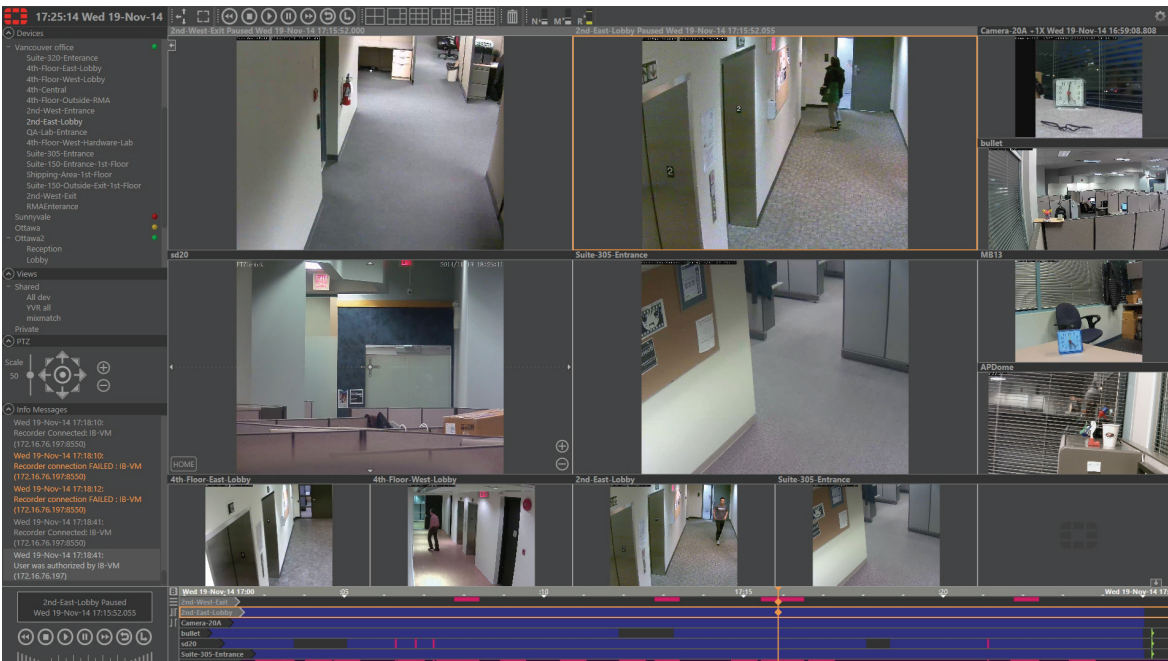 17:25:14 Wed 19-Nov-14
N
M
R
Devices
Vancouver office
Suite-320-Enterance
4th-Floor-East-Lobby
4th-Floor-West-Lobby
4th-Central
4th-Floor-Outside-RMA
2nd-West-Entrance
2nd-East-Lobby
QA-Lab-Entrance
4th-Floor-West-Hardware-Lab
Suite-305-Entrance
Suite-150-Entrance-1st-Floor
Shipping-Area-1st-Floor
Suite-150-Outside-Exit-1st-Floor
2nd-West-Exit
RMAEnterance
Sunnyvale
Ottawa
Ottawa2
Reception
Lobby
Views
Shared
All dev
YVR all
mixmatch
Private
PTZ
Scale
50
Info Messages
Wed 19-Nov-14 17:18:10:
Recorder Connected: IB-VM
(172.16.76.197:8550)
Wed 19-Nov-14 17:18:10:
Recorder connection FAILED : IB-VM
(172.16.76.197:8550)
Wed 19-Nov-14 17:18:12:
Recorder connection FAILED : IB-VM
(172.16.76.197:8550)
Wed 19-Nov-14 17:18:41:
Recorder Connected: IB-VM
(172.16.76.197:8550)
Wed 19-Nov-14 17:18:41:
User was authorized by IB-VM
(172.16.76.197)
2nd-East-Lobby Paused
Wed 19-Nov-14 17:15:52.055
2nd-West-Exit Paused Wed 19-Nov-14 17:15:52.000
2nd-East-Lobby Paused Wed 19-Nov-14 17:15:52.055
2
2
Camera-20A +1X Wed 19-Nov-14 16:59:08.808
bullet
sd20
HOME
Suite-305-Entrance
MB13
APDome
4th-Floor-East-Lobby
4th-Floor-West-Lobby
2nd-East-Lobby
Suite-305-Entrance
Wed 19-Nov-14 17:00
:05
:10
17:15
:20
Wed 19-Nov-14 17
2nd-West-Exit
2nd-East-Lobby
Camera-20A
bullet
sd20
Suite-305-Entrance